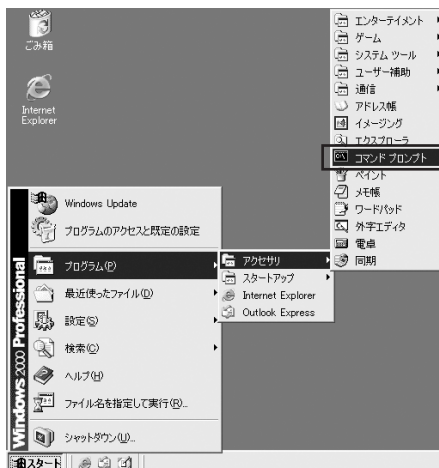 ごみ箱
Internet
Explorer
エンターテイメント
ゲーム
システム ツール
ユーザー補助
通信
アドレス帳
イメージング
エクスプローラ
コマンド プロンプト
ペイント
メモ帳
ワードパッド
外字エディタ
電卓
同期
Windows Update
プログラムのアクセスと既定の設定
プログラム(P)
最近使ったファイル(D)
設定(S)
検索(C)
ヘルプ(H)
ファイル名を指定して実行(R)...
シャットダウン(U)...
アクセサリ
スタートアップ
Internet Explorer
Outlook Express
Windows 2000 Professional
スタート